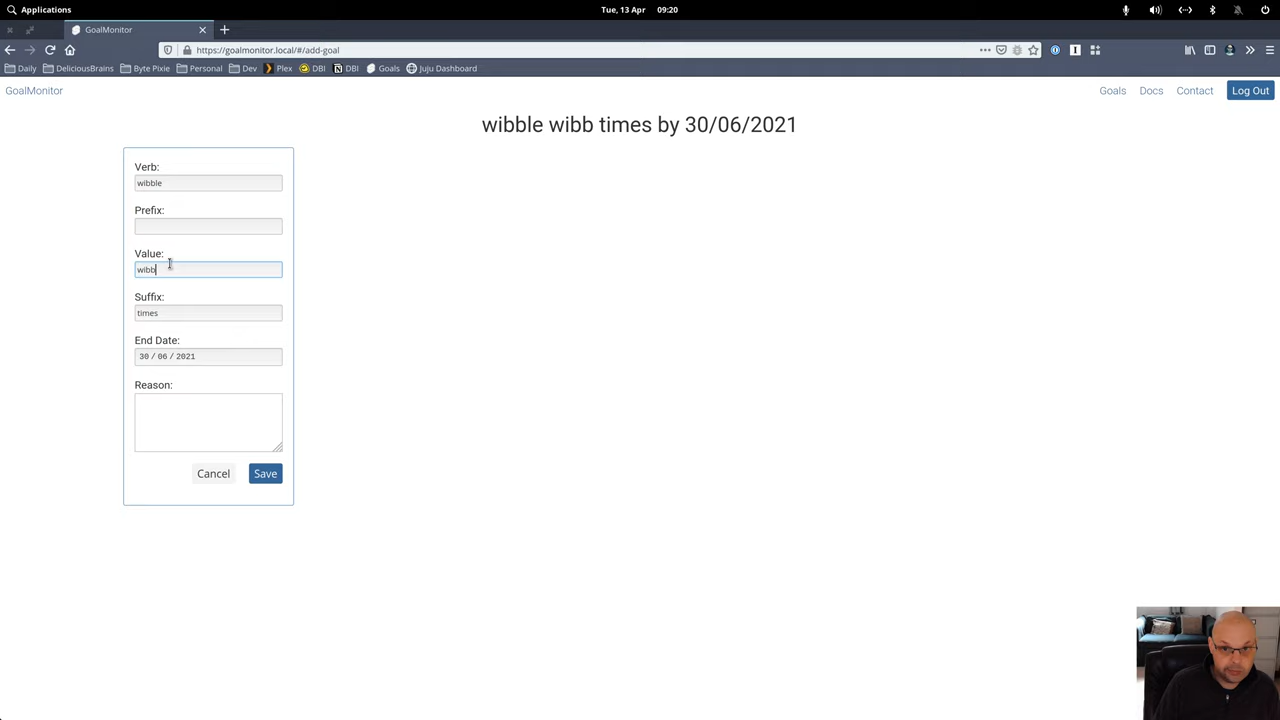 Applications
Tue, 13 Apr 09:20
GoalMonitor
https://goalmonitor.local/#/add-goal
Daily DeliciousBrains Byte Pixie Personal Dev Plex DBI DBI Goals Juju Dashboard
GoalMonitor Goals Docs Contact Log Out
wibble wibb times by 30/06/2021
Verb:
wibble
Prefix:
Value:
wibb
Suffix:
times
End Date:
30 / 06 / 2021
Reason:
Cancel Save